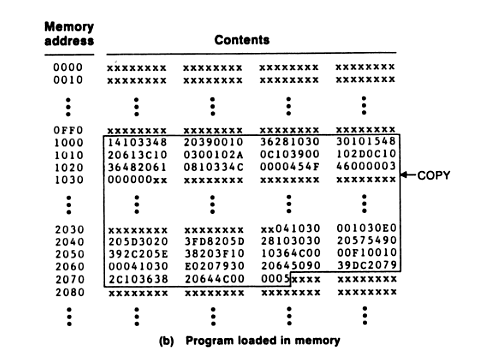 Memory address Contents
0000 xxxxxxxx xxxxxxxx xxxxxxxx xxxxxxxx
0010 xxxxxxxx xxxxxxxx xxxxxxxx xxxxxxxx
0FF0 xxxxxxxx xxxxxxxx xxxxxxxx xxxxxxxx
1000 14103348 20390010 36281030 30101548
1010 20613C10 0300102A 0C103900 102D0C10
1020 36482061 0810334C 0000454F 46000003
1030 000000xx xxxxxxxx xxxxxxxx xxxxxxxx
COPY
2030 xxxxxxxx xxxxxxxx xx041030 001030E0
2040 205D3020 3FD8205D 28103030 20575490
2050 392C205E 38203F10 10364C00 00F10010
2060 00041030 E0207930 20645090 39DC2079
2070 2C103638 20644C00 0005xxxx xxxxxxxx
2080 xxxxxxxx xxxxxxxx xxxxxxxx xxxxxxxx
(b) Program loaded in memory